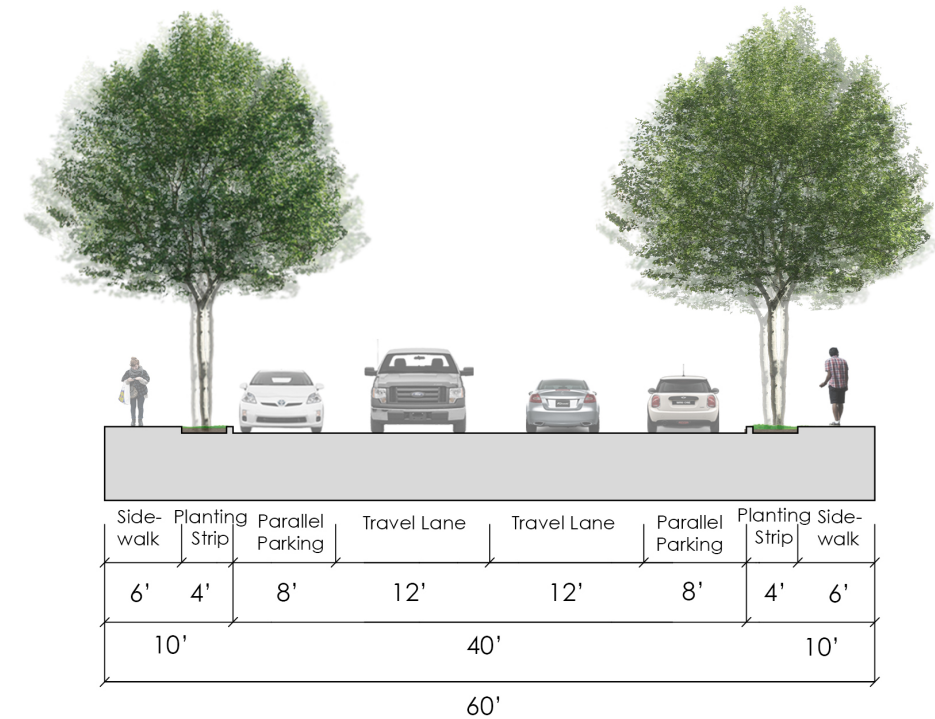 Side-
walk
Planting
Strip
Parallel
Parking
Travel Lane
Travel Lane
Parallel
Parking
Planting
Strip
Side-
walk
6’ 4’ 8’ 12’ 12’ 8’ 4’ 6’
10’ 40’ 10’
60’